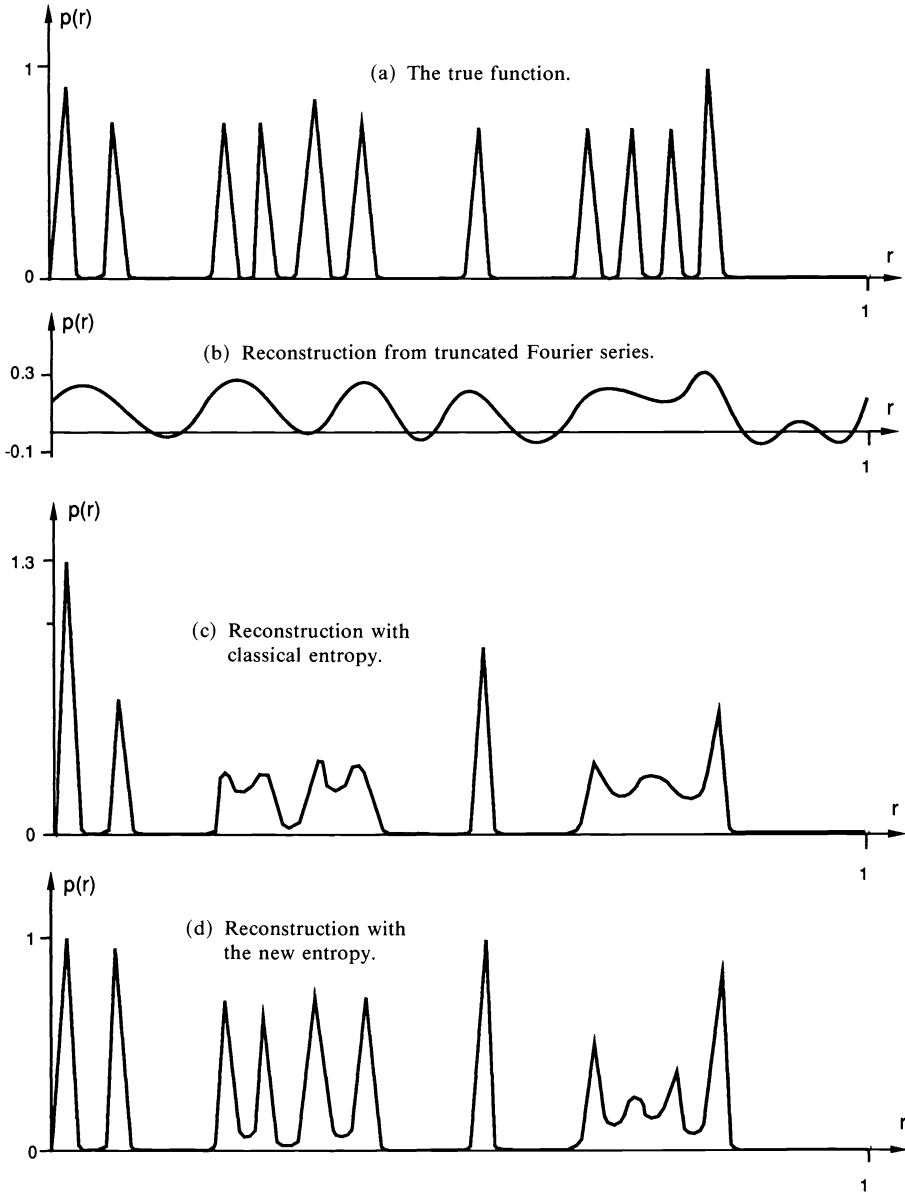 p(r)
1
(a) The true function.
0
r
1
p(r)
(b) Reconstruction from truncated Fourier series.
0.3
r
-0.1
1
p(r)
1.3
(c) Reconstruction with
classical entropy.
r
0
1
p(r)
(d) Reconstruction with
the new entropy.
1
r
0
1